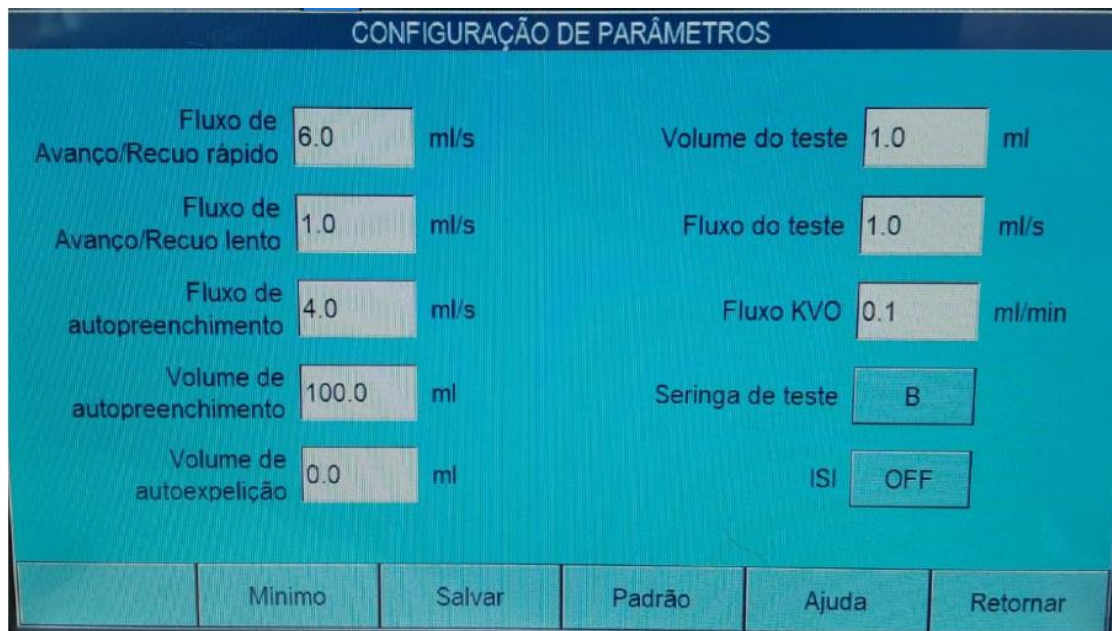 CONFIGURAÇÃO DE PARÂMETROS
Fluxo de
Avanço/Recuo rápido
6.0
ml/s
Fluxo de
Avanço/Recuo lento
1.0
ml/s
Fluxo de
autopreenchimento
4.0
ml/s
Volume de
autopreenchimento
100.0
ml
Volume de
autoexpelição
0.0
ml
Volume do teste
1.0
ml
Fluxo do teste
1.0
ml/s
Fluxo KVO
0.1
ml/min
Seringa de teste
B
ISI
OFF
Minimo
Salvar
Padrão
Ajuda
Retornar